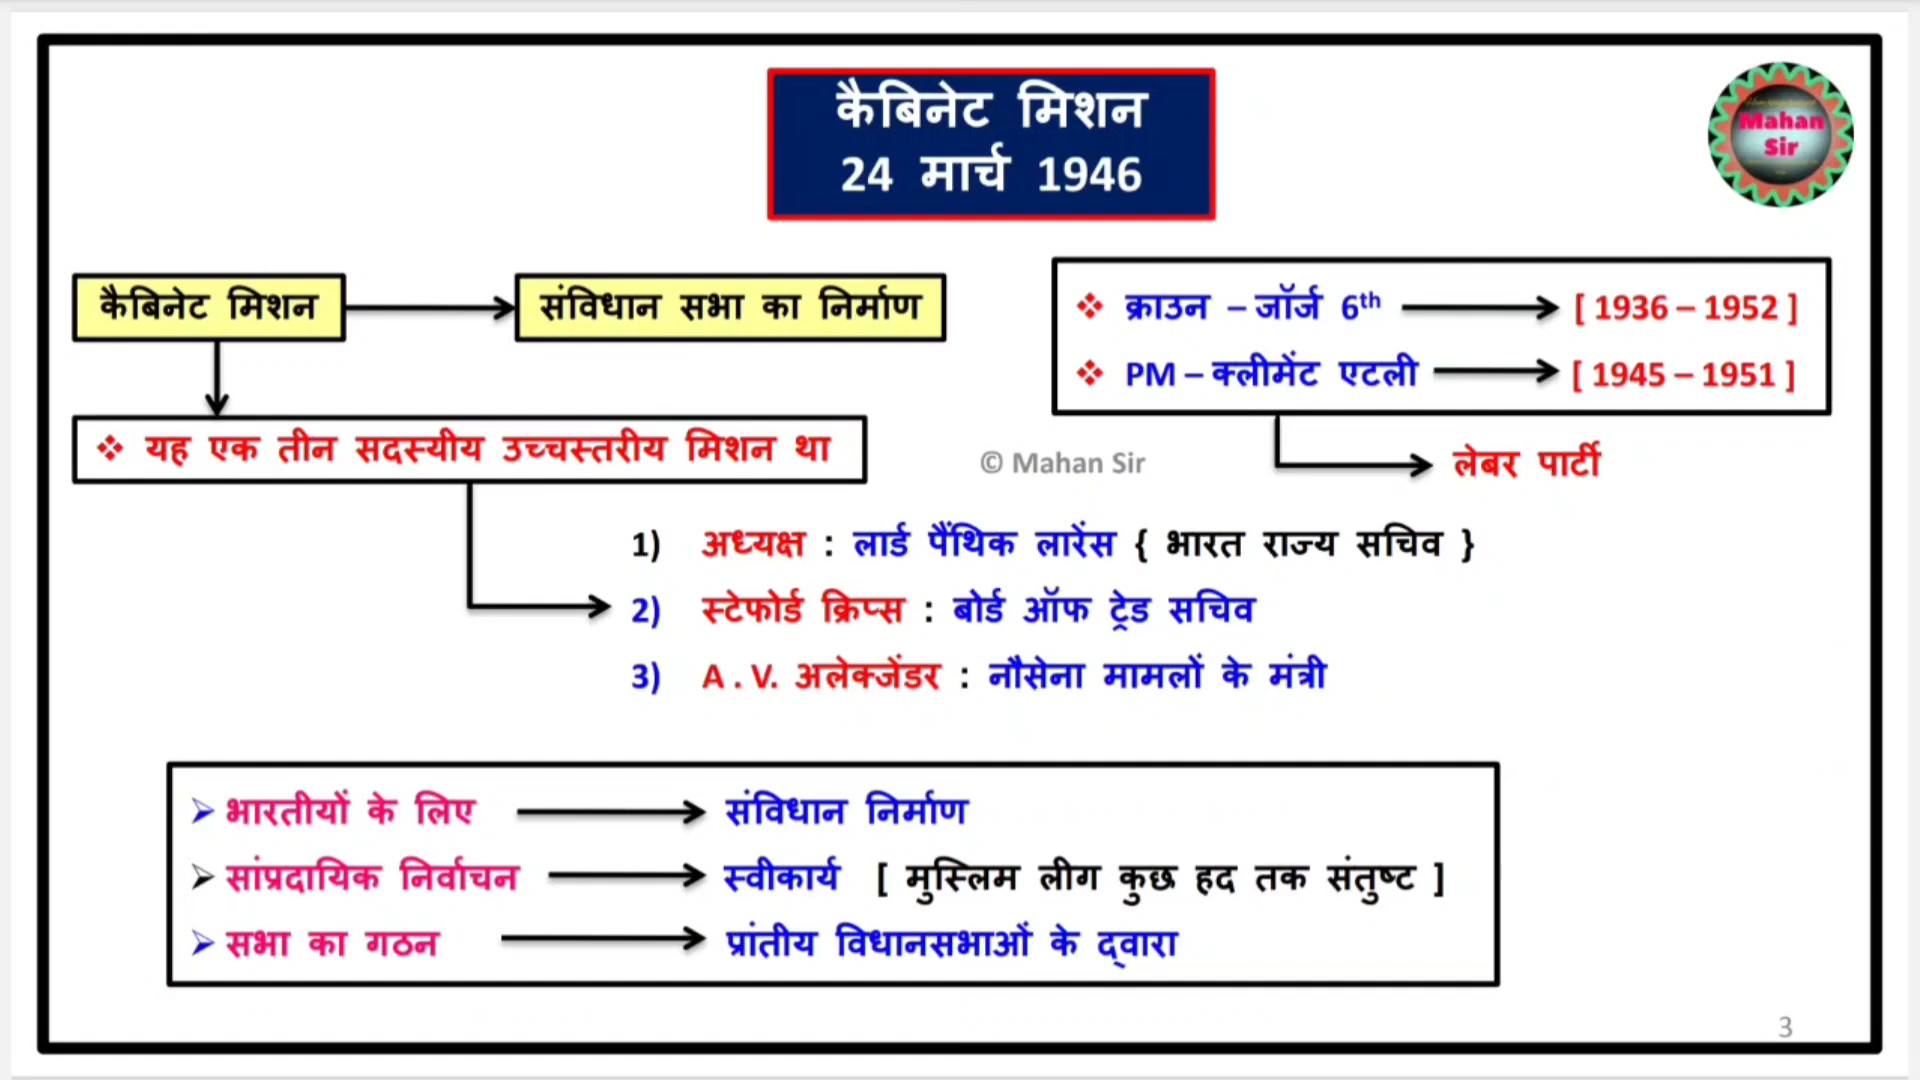 कैबिनेट मिशन
24 मार्च 1946
Mahan
Sir
कैबिनेट मिशन
संविधान सभा का निर्माण
❖ क्राउन – जॉर्ज 6th [ 1936 – 1952 ]
❖ PM – क्लीमेंट एटली [ 1945 – 1951 ]
❖ यह एक तीन सदस्यीय उच्चस्तरीय मिशन था
© Mahan Sir
लेबर पार्टी
1) अध्यक्ष : लार्ड पैंथिक लारेंस { भारत राज्य सचिव }
2) स्टेफोर्ड क्रिप्स : बोर्ड ऑफ ट्रेड सचिव
3) A . V. अलेक्जेंडर : नौसेना मामलों के मंत्री
➢ भारतीयों के लिए संविधान निर्माण
➢ सांप्रदायिक निर्वाचन स्वीकार्य [ मुस्लिम लीग कुछ हद तक संतुष्ट ]
➢ सभा का गठन प्रांतीय विधानसभाओं के द्वारा
3